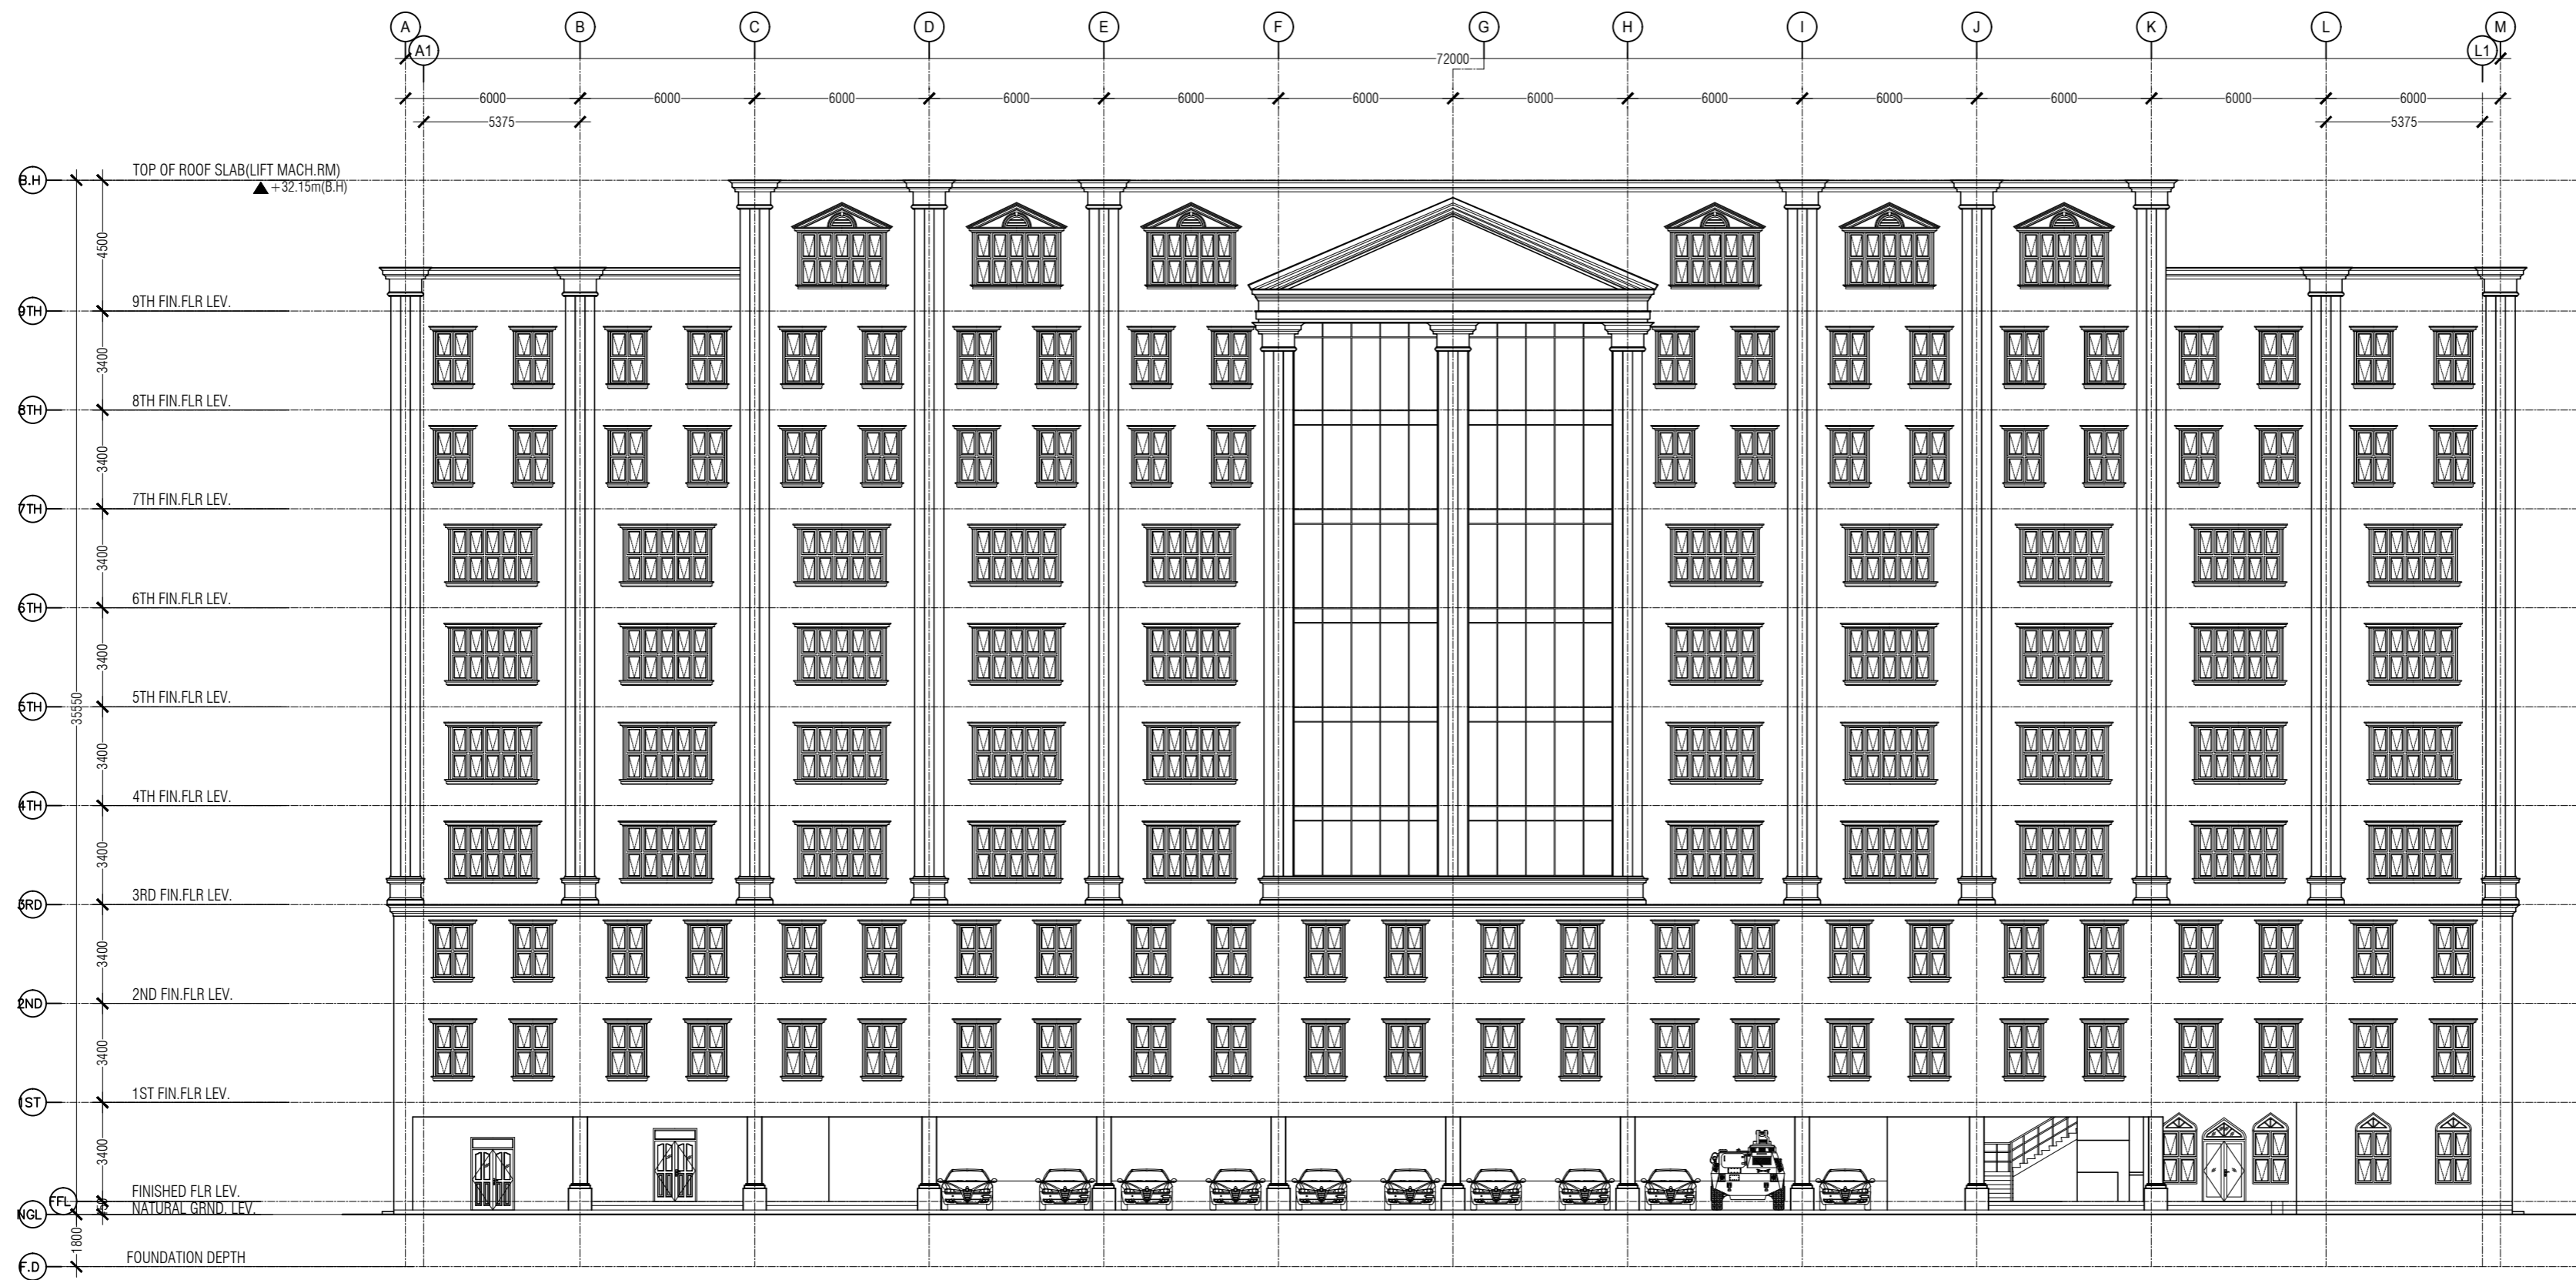 A B C D E F G H I J K L M
A1 L1
72000
6000 6000 6000 6000 6000 6000 6000 6000 6000 6000 6000 6000
5375 5375
B.H TOP OF ROOF SLAB(LIFT MACH.RM)
+32.15m(B.H)
4500
9TH 9TH FIN.FLR LEV.
3400
8TH 8TH FIN.FLR LEV.
3400
7TH 7TH FIN.FLR LEV.
3400
6TH 6TH FIN.FLR LEV.
3400
5TH 5TH FIN.FLR LEV.
35550
3400
4TH 4TH FIN.FLR LEV.
3400
3RD 3RD FIN.FLR LEV.
3400
2ND 2ND FIN.FLR LEV.
3400
1ST 1ST FIN.FLR LEV.
3400
FFL FINISHED FLR LEV.
NGL NATURAL GRND. LEV.
1800
F.D FOUNDATION DEPTH